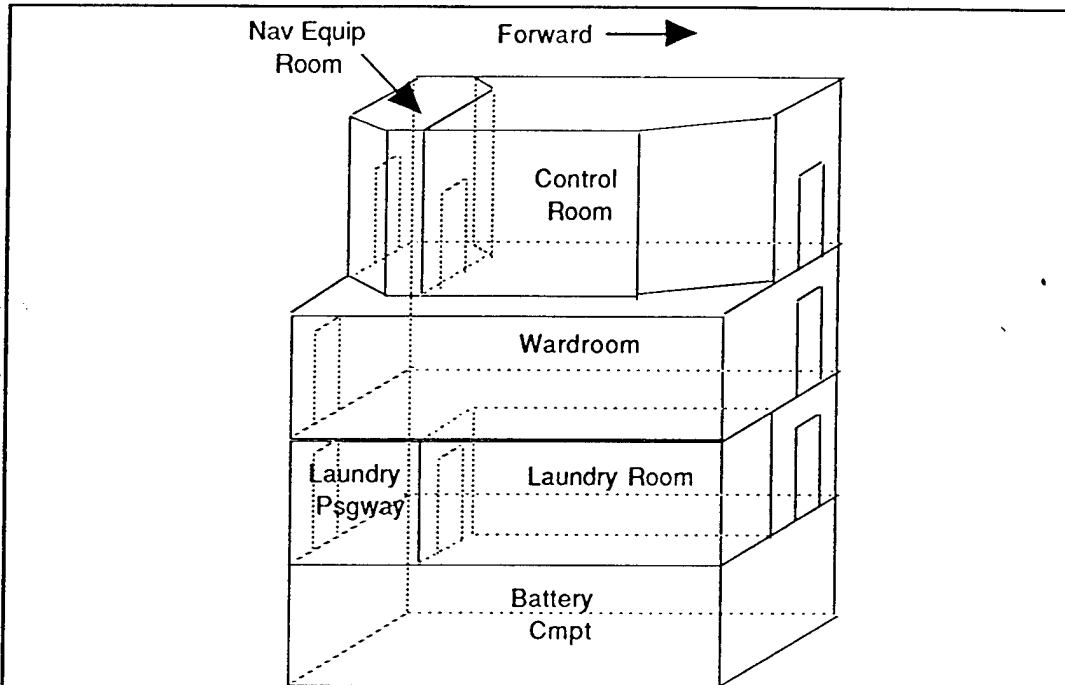 Nav Equip
Room
Forward
Control
Room
Wardroom
Laundry
Psgway
Laundry Room
Battery
Cmpt